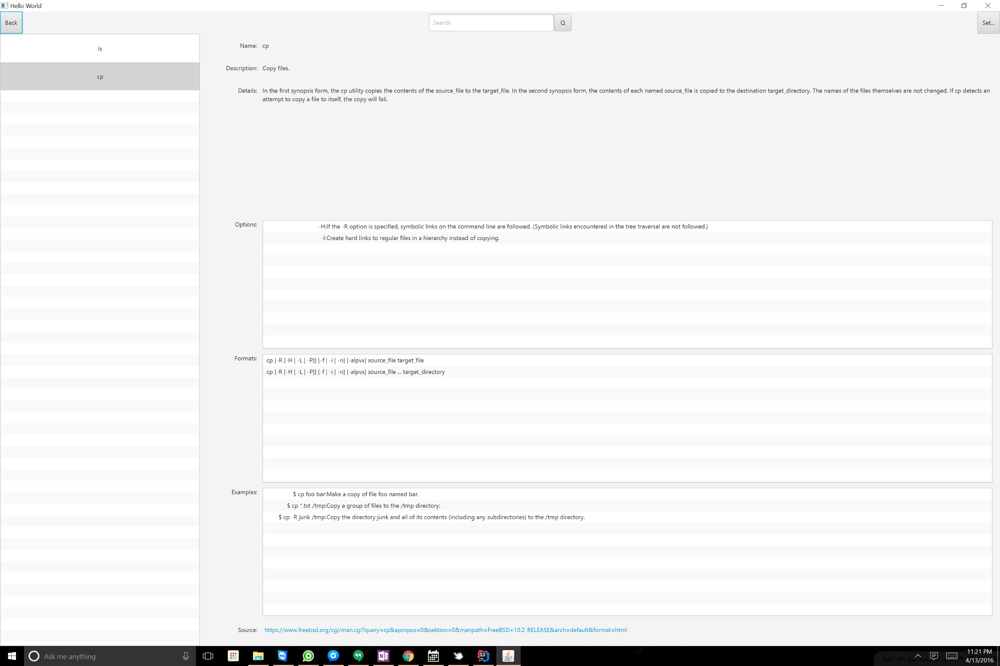 Hello World
Back
Search
Q
Set...
ls
cp
Name: cp
Description: Copy files.
Details: In the first synopsis form, the cp utility copies the contents of the source_file to the target_file. In the second synopsis form, the contents of each named source_file is copied to the destination target_directory. The names of the files themselves are not changed. If cp detects an
attempt to copy a file to itself, the copy will fail.
Options: -H:If the -R option is specified, symbolic links on the command line are followed. (Symbolic links encountered in the tree traversal are not followed.)
-l:Create hard links to regular files in a hierarchy instead of copying.
Formats: cp [-R [-H | -L | -P]] [-f | -i | -n] [-alpvx] source_file target_file
cp [-R [-H | -L | -P]] [-f | -i | -n] [-alpvx] source_file ... target_directory
Examples: $ cp foo bar:Make a copy of file foo named bar.
$ cp *.txt /tmp:Copy a group of files to the /tmp directory:
$ cp -R junk /tmp:Copy the directory junk and all of its contents (including any subdirectories) to the /tmp directory.
Source: https://www.freebsd.org/cgi/man.cgi?query=cp&apropos=0&sektion=0&manpath=FreeBSD+10.2-RELEASE&arch=default&format=html
Ask me anything
11:21 PM
4/13/2016